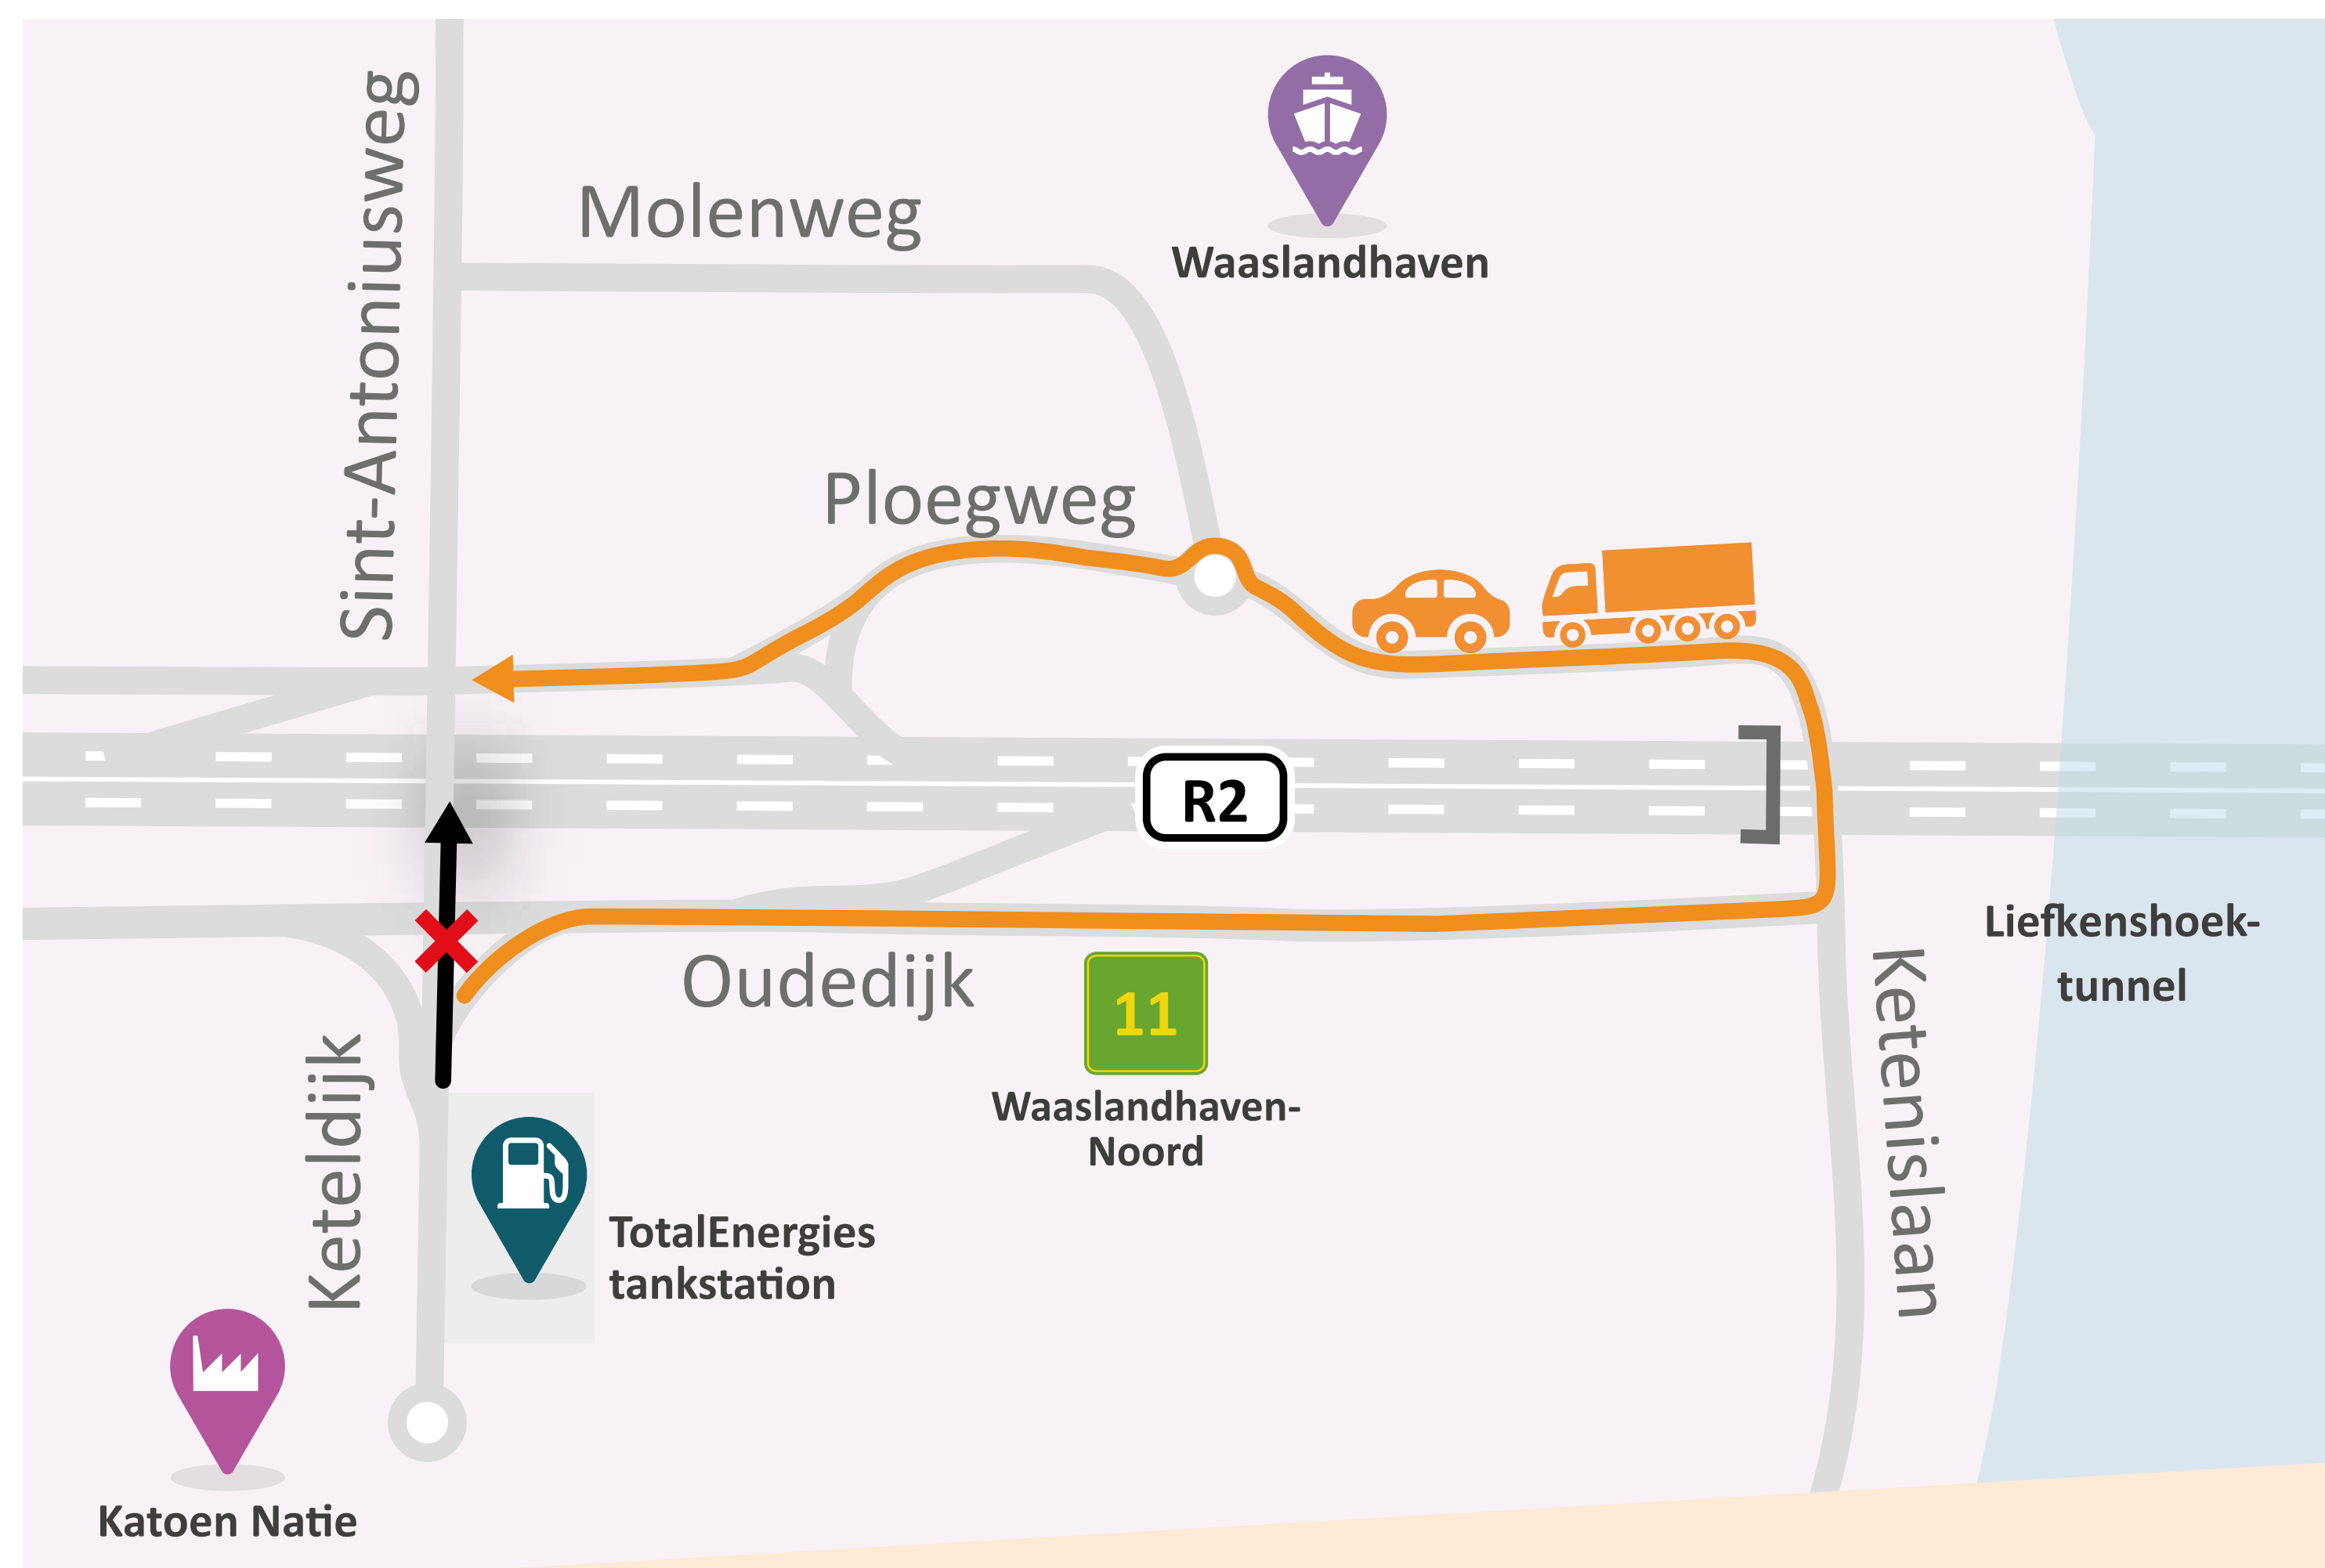 Sint-Antoniusweg
Molenweg
Waaslandhaven
Ploegweg
R2
Liefkenshoek-
tunnel
Oudedijk
11
Waaslandhaven-
Noord
Ketenislaan
Keteldijk
TotalEnergies
tankstation
Katoen Natie